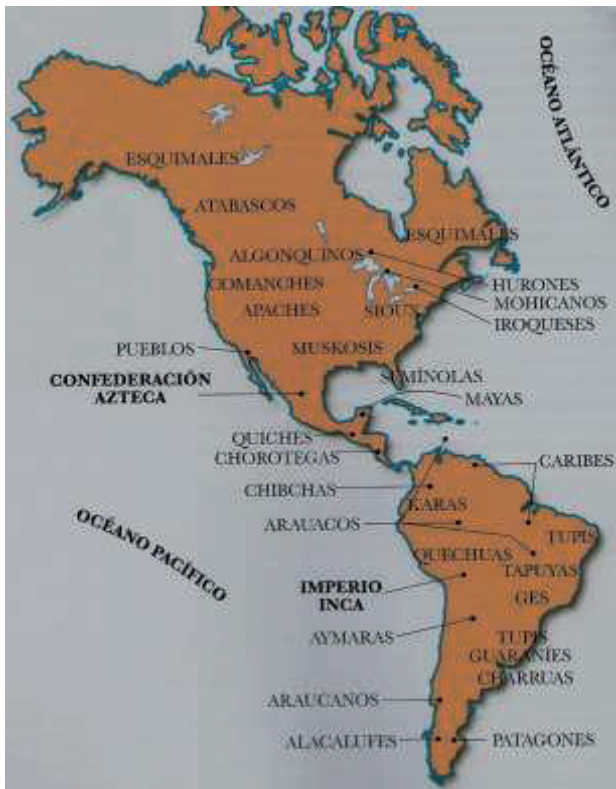 OCÉANO ATLÁNTICO
ESQUIMALES
ATABASCOS
ESQUIMALES
ALGONQUINOS
COMANCHES
HURONES
MOHICANOS
APACHES
SIOUX
IROQUESES
PUEBLOS
MUSKOSIS
CONFEDERACIÓN
AZTECA
SEMÍNOLAS
MAYAS
QUICHES
CHOROTEGAS
CARIBES
CHIBCHAS
KARAS
OCÉANO PACÍFICO
ARAUACOS
TUPIS
QUECHUAS
TAPUYAS
IMPERIO
INCA
GES
AYMARAS
TUPIS
GUARANÍES
CHARRUAS
ARAUCANOS
ALACALUFES
PATAGONES